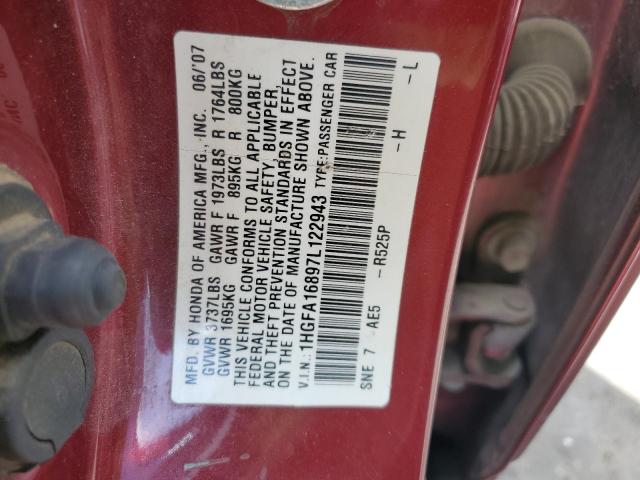 MFD. BY HONDA OF AMERICA MFG., INC. 06/'07
GVWR 3737LBS GAWR F 1973LBS R 1764LBS
GVWR 1695KG GAWR F 895KG R 800KG
THIS VEHICLE CONFORMS TO ALL APPLICABLE
FEDERAL MOTOR VEHICLE SAFETY, BUMPER,
AND THEFT PREVENTION STANDARDS IN EFFECT
ON THE DATE OF MANUFACTURE SHOWN ABOVE.
V.I.N.: 1HGFA16897L122943 TYPE:PASSENGER CAR
SNE 7 AE5 -R525P -H -L